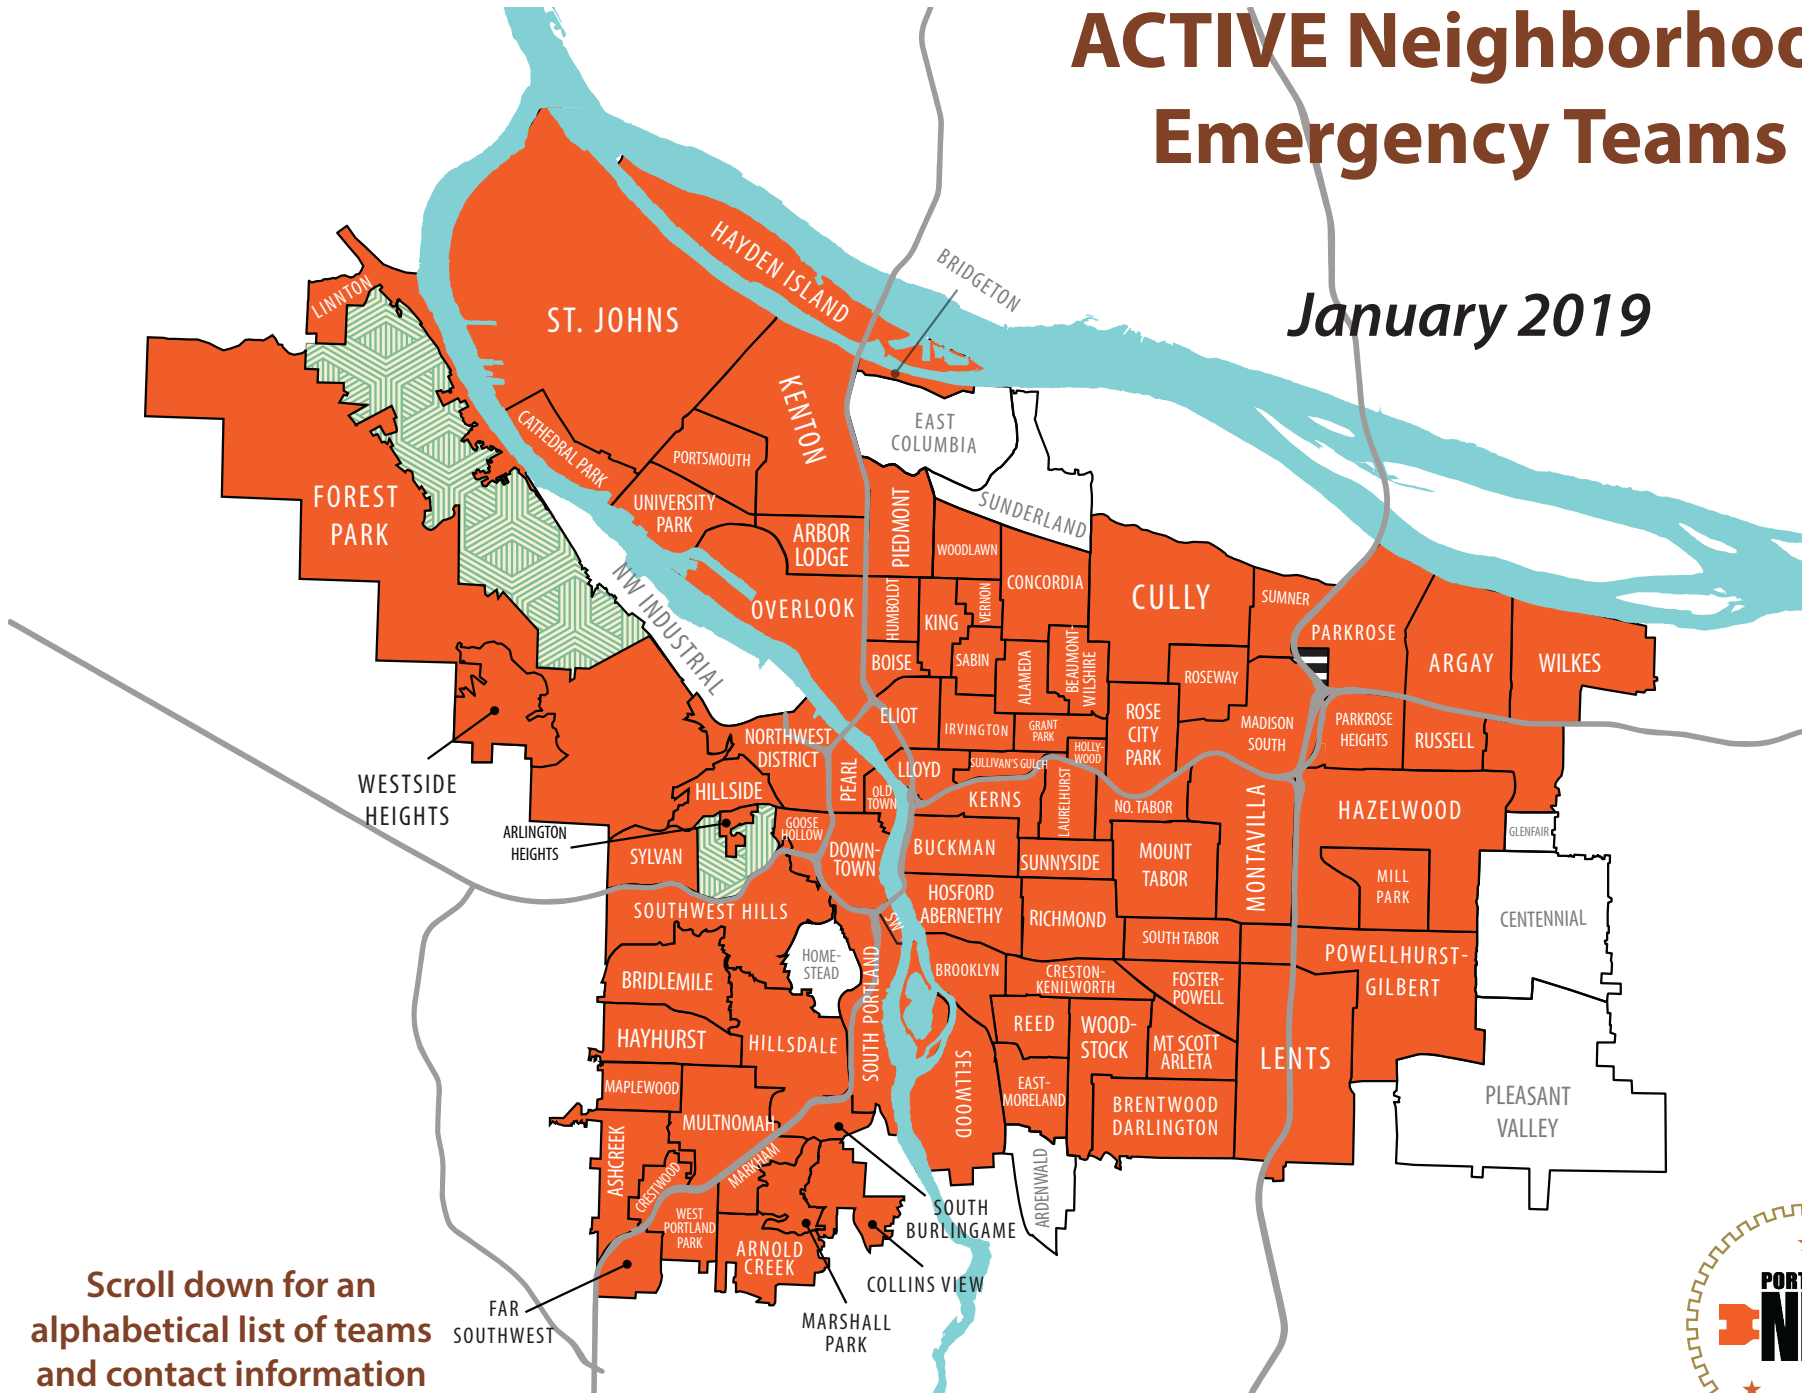 ACTIVE Neighborhoo
Emergency Teams
January 2019
HAYDEN ISLAND
BRIDGETON
LINNTON
ST. JOHNS
KENTON
CATHEDRAL PARK
PORTSMOUTH
EAST
COLUMBIA
FOREST
PARK
UNIVERSITY
PARK
ARBOR
LODGE
PIEDMONT
SUNDERLAND
WOODLAWN
CONCORDIA
NW INDUSTRIAL
OVERLOOK
HUMBOLDT
KING
VERNON
CULLY
SUMNER
PARKROSE
ARGAY
WILKES
BOISE
SABIN
ALAMEDA
BEAUMONT-
WILSHIRE
ROSEWAY
ELIOT
IRVINGTON
GRANT
PARK
ROSE
CITY
PARK
MADISON
SOUTH
PARKROSE
HEIGHTS
RUSSELL
NORTHWEST
DISTRICT
PEARL
LLOYD
SULLIVAN'S GULCH
HOLLY-
WOOD
WESTSIDE
HEIGHTS
HILLSIDE
OLD
TOWN
KERNS
LAURELHURST
NO. TABOR
MONTAVILLA
HAZELWOOD
GLENFAIR
ARLINGTON
HEIGHTS
SYLVAN
GOOSE
HOLLOW
DOWN-
TOWN
BUCKMAN
SUNNYSIDE
MOUNT
TABOR
MILL
PARK
CENTENNIAL
SOUTHWEST HILLS
SW
HOSFORD
ABERNETHY
RICHMOND
SOUTH TABOR
POWELLHURST-
GILBERT
HOME-
STEAD
BRIDLEMILE
SOUTH PORTLAND
BROOKLYN
CRESTON-
KENILWORTH
FOSTER-
POWELL
HAYHURST
HILLSDALE
REED
WOOD-
STOCK
MT SCOTT
ARLETA
LENTS
MAPLEWOOD
SELLWOOD
EAST-
MORELAND
BRENTWOOD
DARLINGTON
PLEASANT
VALLEY
MULTNOMAH
ASHCREEK
CRESTWOOD
MARKHAM
ARDENWALD
WEST
PORTLAND
PARK
ARNOLD
CREEK
SOUTH
BURLINGAME
COLLINS VIEW
MARSHALL
PARK
FAR
SOUTHWEST
Scroll down for an
alphabetical list of teams
and contact information
PORT